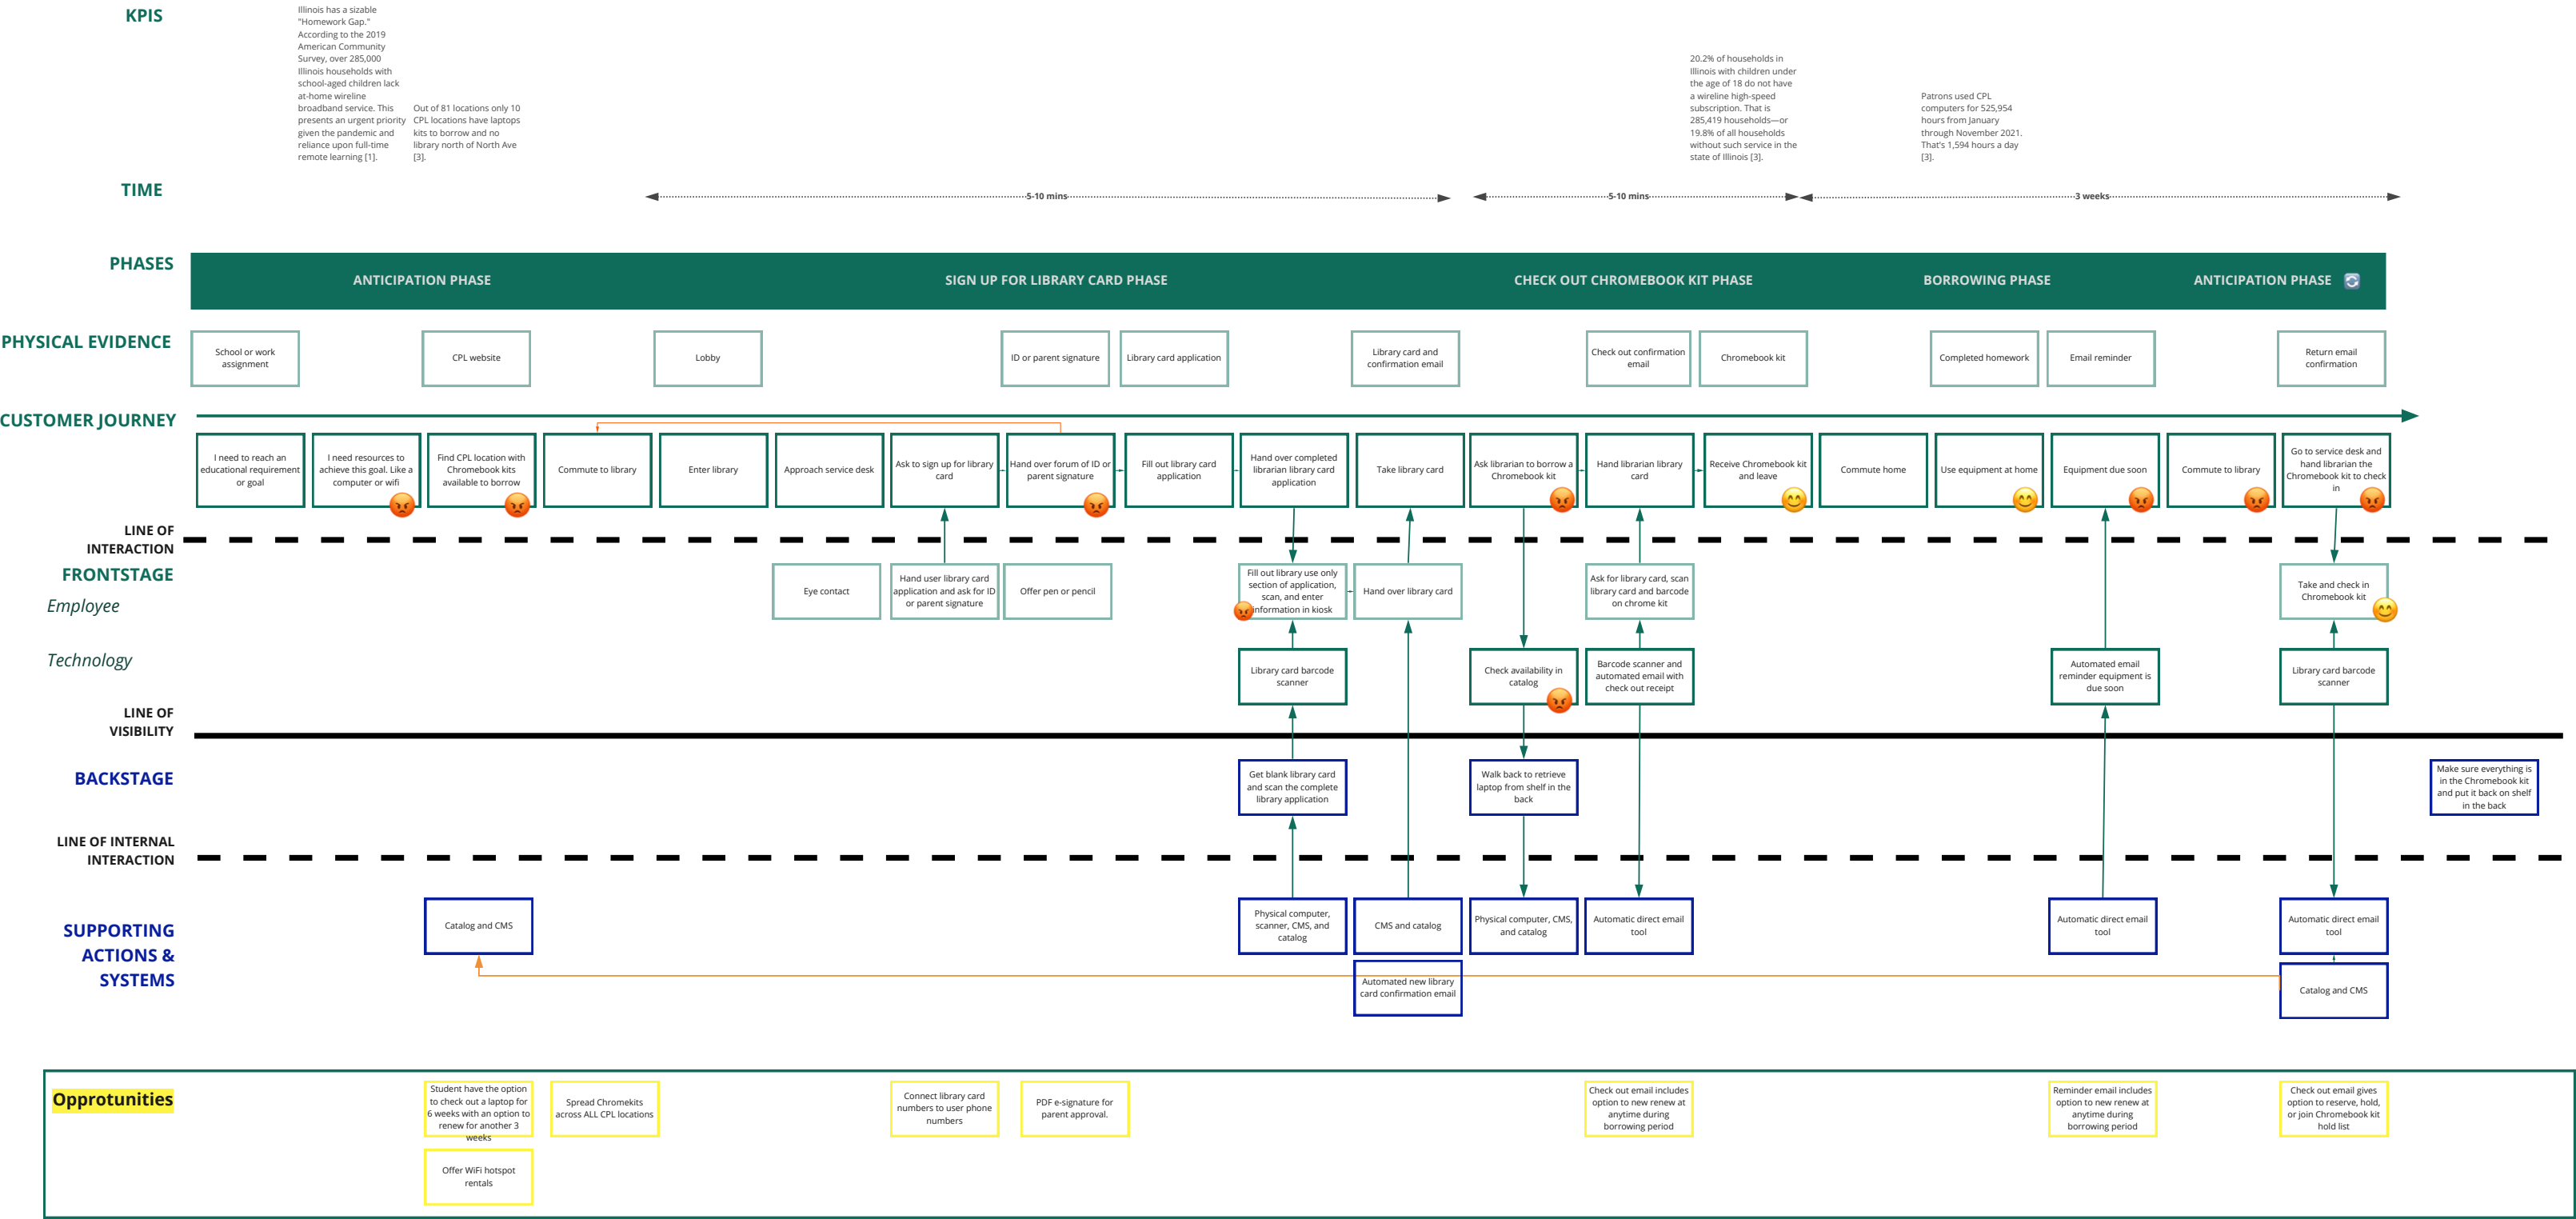 KPIS
Illinois has a sizable
"Homework Gap."
According to the 2019
American Community
Survey, over 285,000
Illinois households with
school-aged children lack
at-home wireline
broadband service. This
presents an urgent priority
given the pandemic and
reliance upon full-time
remote learning [1].
Out of 81 locations only 10
CPL locations have laptops
kits to borrow and no
library north of North Ave
[3].
20.2% of households in
Illinois with children under
the age of 18 do not have
a wireline high-speed
subscription. That is
285,419 households—or
19.8% of all households
without such service in the
state of Illinois [3].
Patrons used CPL
computers for 525,954
hours from January
through November 2021.
That's 1,594 hours a day
[3].
TIME
5-10 mins
5-10 mins
3 weeks
PHASES
ANTICIPATION PHASE
SIGN UP FOR LIBRARY CARD PHASE
CHECK OUT CHROMEBOOK KIT PHASE
BORROWING PHASE
ANTICIPATION PHASE
PHYSICAL EVIDENCE
School or work
assignment
CPL website
Lobby
ID or parent signature
Library card application
Library card and
confirmation email
Check out confirmation
email
Chromebook kit
Completed homework
Email reminder
Return email
confirmation
CUSTOMER JOURNEY
I need to reach an
educational requirement
or goal
I need resources to
achieve this goal. Like a
computer or wifi
Find CPL location with
Chromebook kits
available to borrow
Commute to library
Enter library
Approach service desk
Ask to sign up for library
card
Hand over forum of ID or
parent signature
Fill out library card
application
Hand over completed
librarian library card
application
Take library card
Ask librarian to borrow a
Chromebook kit
Hand librarian library
card
Receive Chromebook kit
and leave
Commute home
Use equipment at home
Equipment due soon
Commute to library
Go to service desk and
hand librarian the
Chromebook kit to check
in
LINE OF
INTERACTION
FRONTSTAGE
Employee
Eye contact
Hand user library card
application and ask for ID
or parent signature
Offer pen or pencil
Fill out library use only
section of application,
scan, and enter
information in kiosk
Hand over library card
Ask for library card, scan
library card and barcode
on chrome kit
Take and check in
Chromebook kit
Technology
Library card barcode
scanner
Check availability in
catalog
Barcode scanner and
automated email with
check out receipt
Automated email
reminder equipment is
due soon
Library card barcode
scanner
LINE OF
VISIBILITY
BACKSTAGE
Get blank library card
and scan the complete
library application
Walk back to retrieve
laptop from shelf in the
back
Make sure everything is
in the Chromebook kit
and put it back on shelf
in the back
LINE OF INTERNAL
INTERACTION
SUPPORTING
ACTIONS &
SYSTEMS
Catalog and CMS
Physical computer,
scanner, CMS, and
catalog
CMS and catalog
Physical computer, CMS,
and catalog
Automatic direct email
tool
Automatic direct email
tool
Automatic direct email
tool
Automated new library
card confirmation email
Catalog and CMS
Opprotunities
Student have the option
to check out a laptop for
6 weeks with an option to
renew for another 3
weeks
Spread Chromekits
across ALL CPL locations
Connect library card
numbers to user phone
numbers
PDF e-signature for
parent approval.
Check out email includes
option to new renew at
anytime during
borrowing period
Reminder email includes
option to new renew at
anytime during
borrowing period
Check out email gives
option to reserve, hold,
or join Chromebook kit
hold list
Offer WiFi hotspot
rentals